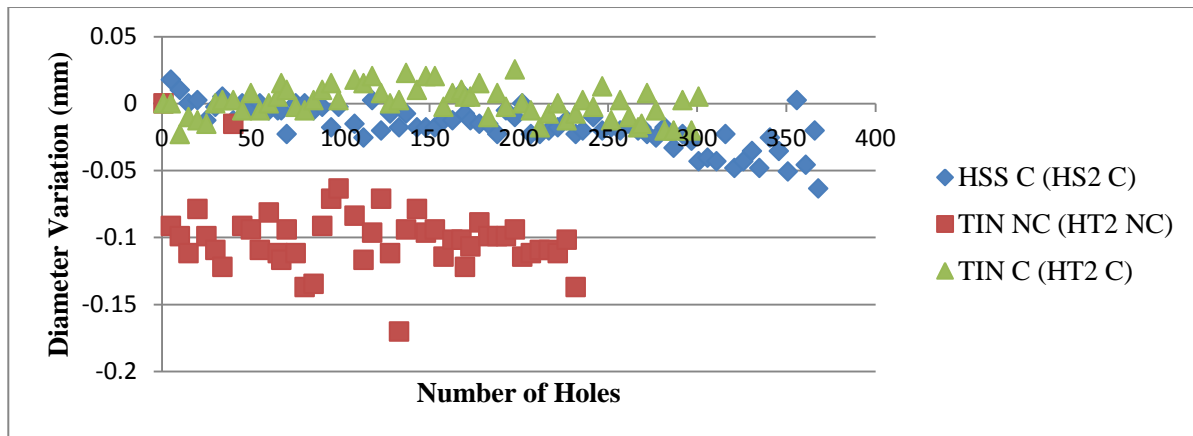 0.05
0
-0.05
-0.1
-0.15
-0.2
0 50 100 150 200 250 300 350 400
Diameter Variation (mm)
Number of Holes
HSS C (HS2 C)
TIN NC (HT2 NC)
TIN C (HT2 C)